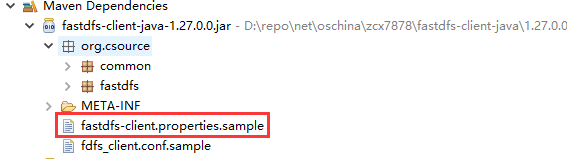 Maven Dependencies
fastdfs-client-java-1.27.0.0.jar - D:\repo\net\oschina\zcx7878\fastdfs-client-java\1.27.0.0
org.csource
common
fastdfs
META-INF
fastdfs-client.properties.sample
fdfs_client.conf.sample